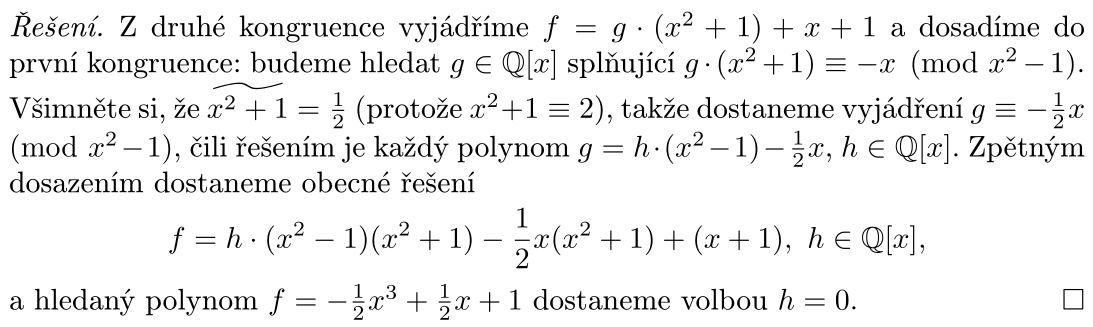 Řešení. Z druhé kongruence vyjádříme f = g · (x² + 1) + x + 1 a dosadíme do
první kongruence: budeme hledat g ∈ ℚ[x] splňující g·(x²+1) ≡ −x (mod x²−1).
Všimněte si, že \widetilde{x² + 1} = 1/2 (protože x²+1 ≡ 2), takže dostaneme vyjádření g ≡ −1/2x
(mod x²−1), čili řešením je každý polynom g = h·(x²−1)−1/2x, h ∈ ℚ[x]. Zpětným
dosazením dostaneme obecné řešení
f = h · (x² − 1)(x² + 1) − 1/2x(x² + 1) + (x + 1), h ∈ ℚ[x],
a hledaný polynom f = −1/2x³ + 1/2x + 1 dostaneme volbou h = 0. □